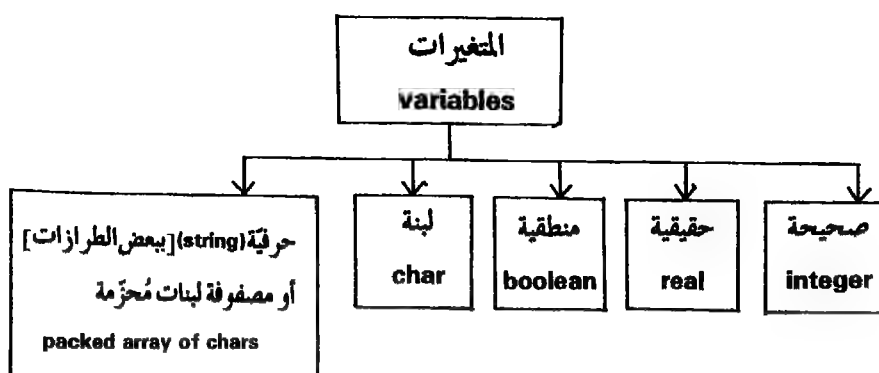 المتغيرات
variables
صحيحة
integer
حقيقية
real
منطقية
boolean
لبنة
char
حرفيّة (string) [ببعض الطرازات]
أو مصفوفة لبنات مُحزّمة
packed array of chars